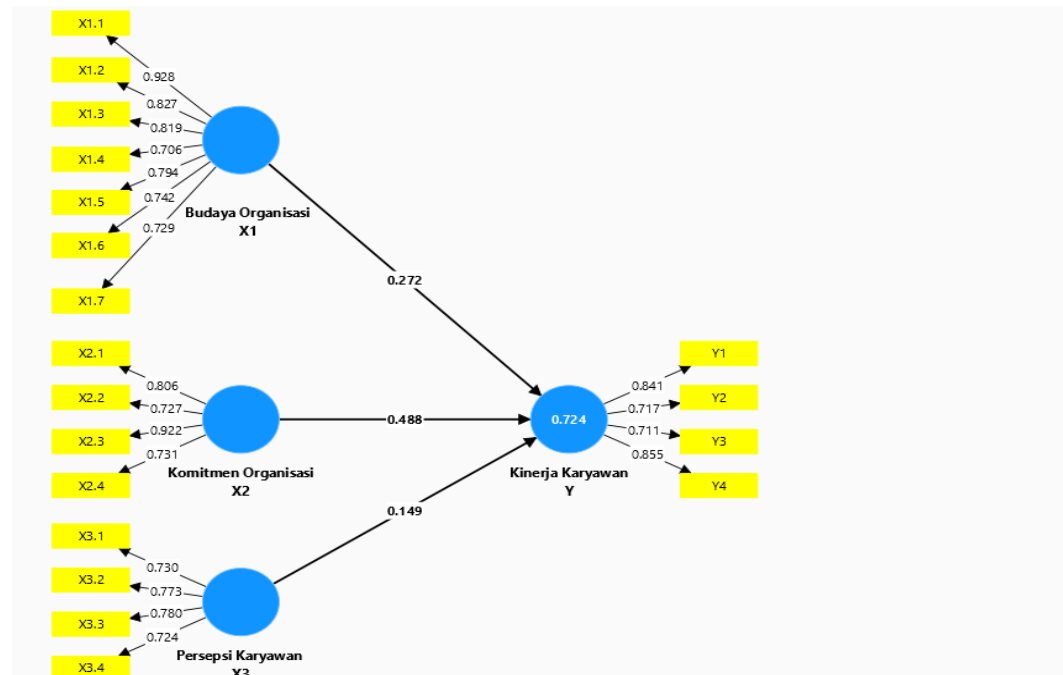 X1.1
X1.2
X1.3
X1.4
X1.5
X1.6
X1.7
0.928
0.827
0.819
0.706
0.794
0.742
0.729
Budaya Organisasi
X1
0.272
X2.1
X2.2
X2.3
X2.4
0.806
0.727
0.922
0.731
Komitmen Organisasi
X2
0.488
X3.1
X3.2
X3.3
X3.4
0.730
0.773
0.780
0.724
Persepsi Karyawan
X3
0.149
0.724
Kinerja Karyawan
Y
0.841
0.717
0.711
0.855
Y1
Y2
Y3
Y4